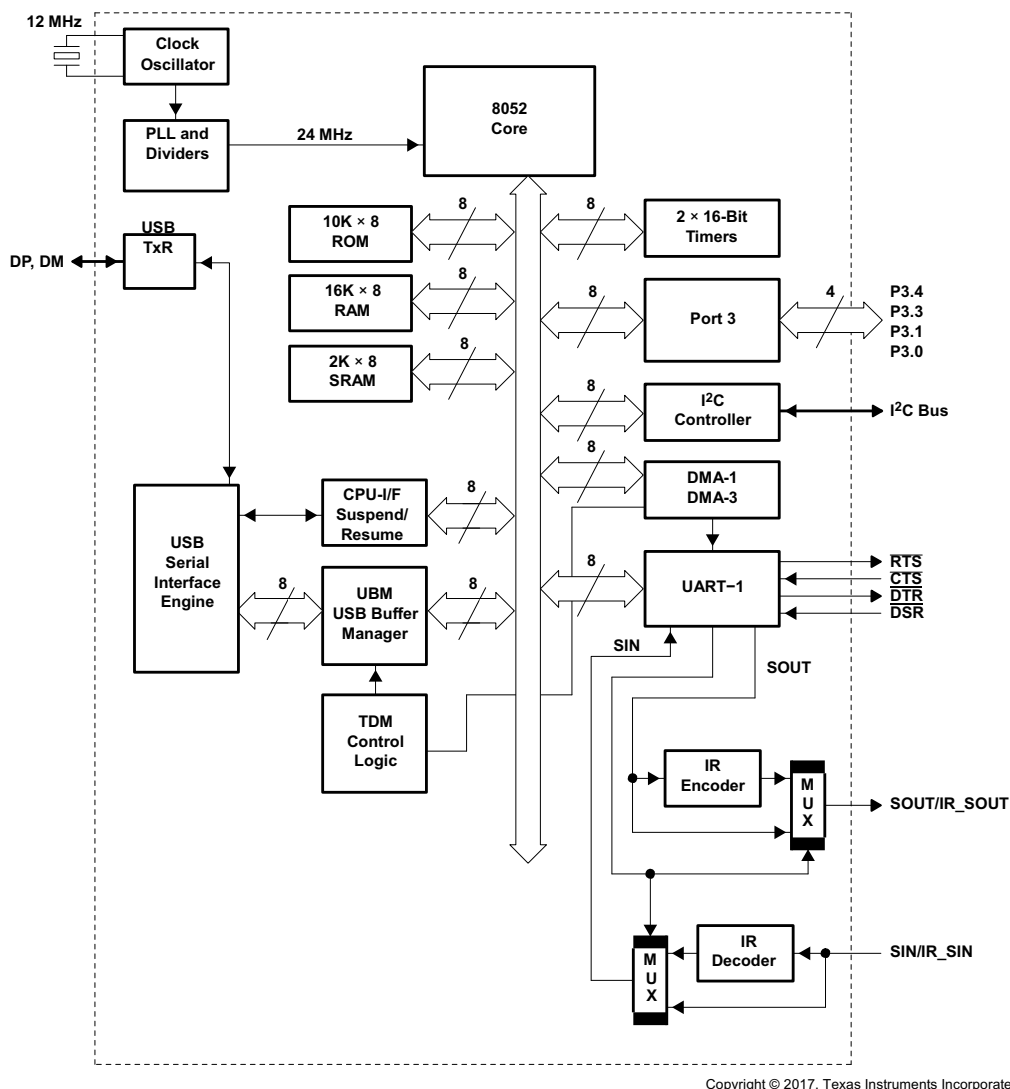 12 MHz
Clock
Oscillator
PLL and
Dividers
24 MHz
8052
Core
10K × 8
ROM
8
8
2 × 16-Bit
Timers
USB
TxR
DP, DM
16K × 8
RAM
8
8
Port 3
4
P3.4
P3.3
P3.1
P3.0
2K × 8
SRAM
8
8
I²C
Controller
I²C Bus
8
DMA-1
DMA-3
USB
Serial
Interface
Engine
CPU-I/F
Suspend/
Resume
8
8
UBM
USB Buffer
Manager
8
8
UART−1
RTS
CTS
DTR
DSR
SIN
SOUT
TDM
Control
Logic
IR
Encoder
MUX
SOUT/IR_SOUT
MUX
IR
Decoder
SIN/IR_SIN
Copyright © 2017, Texas Instruments Incorporate